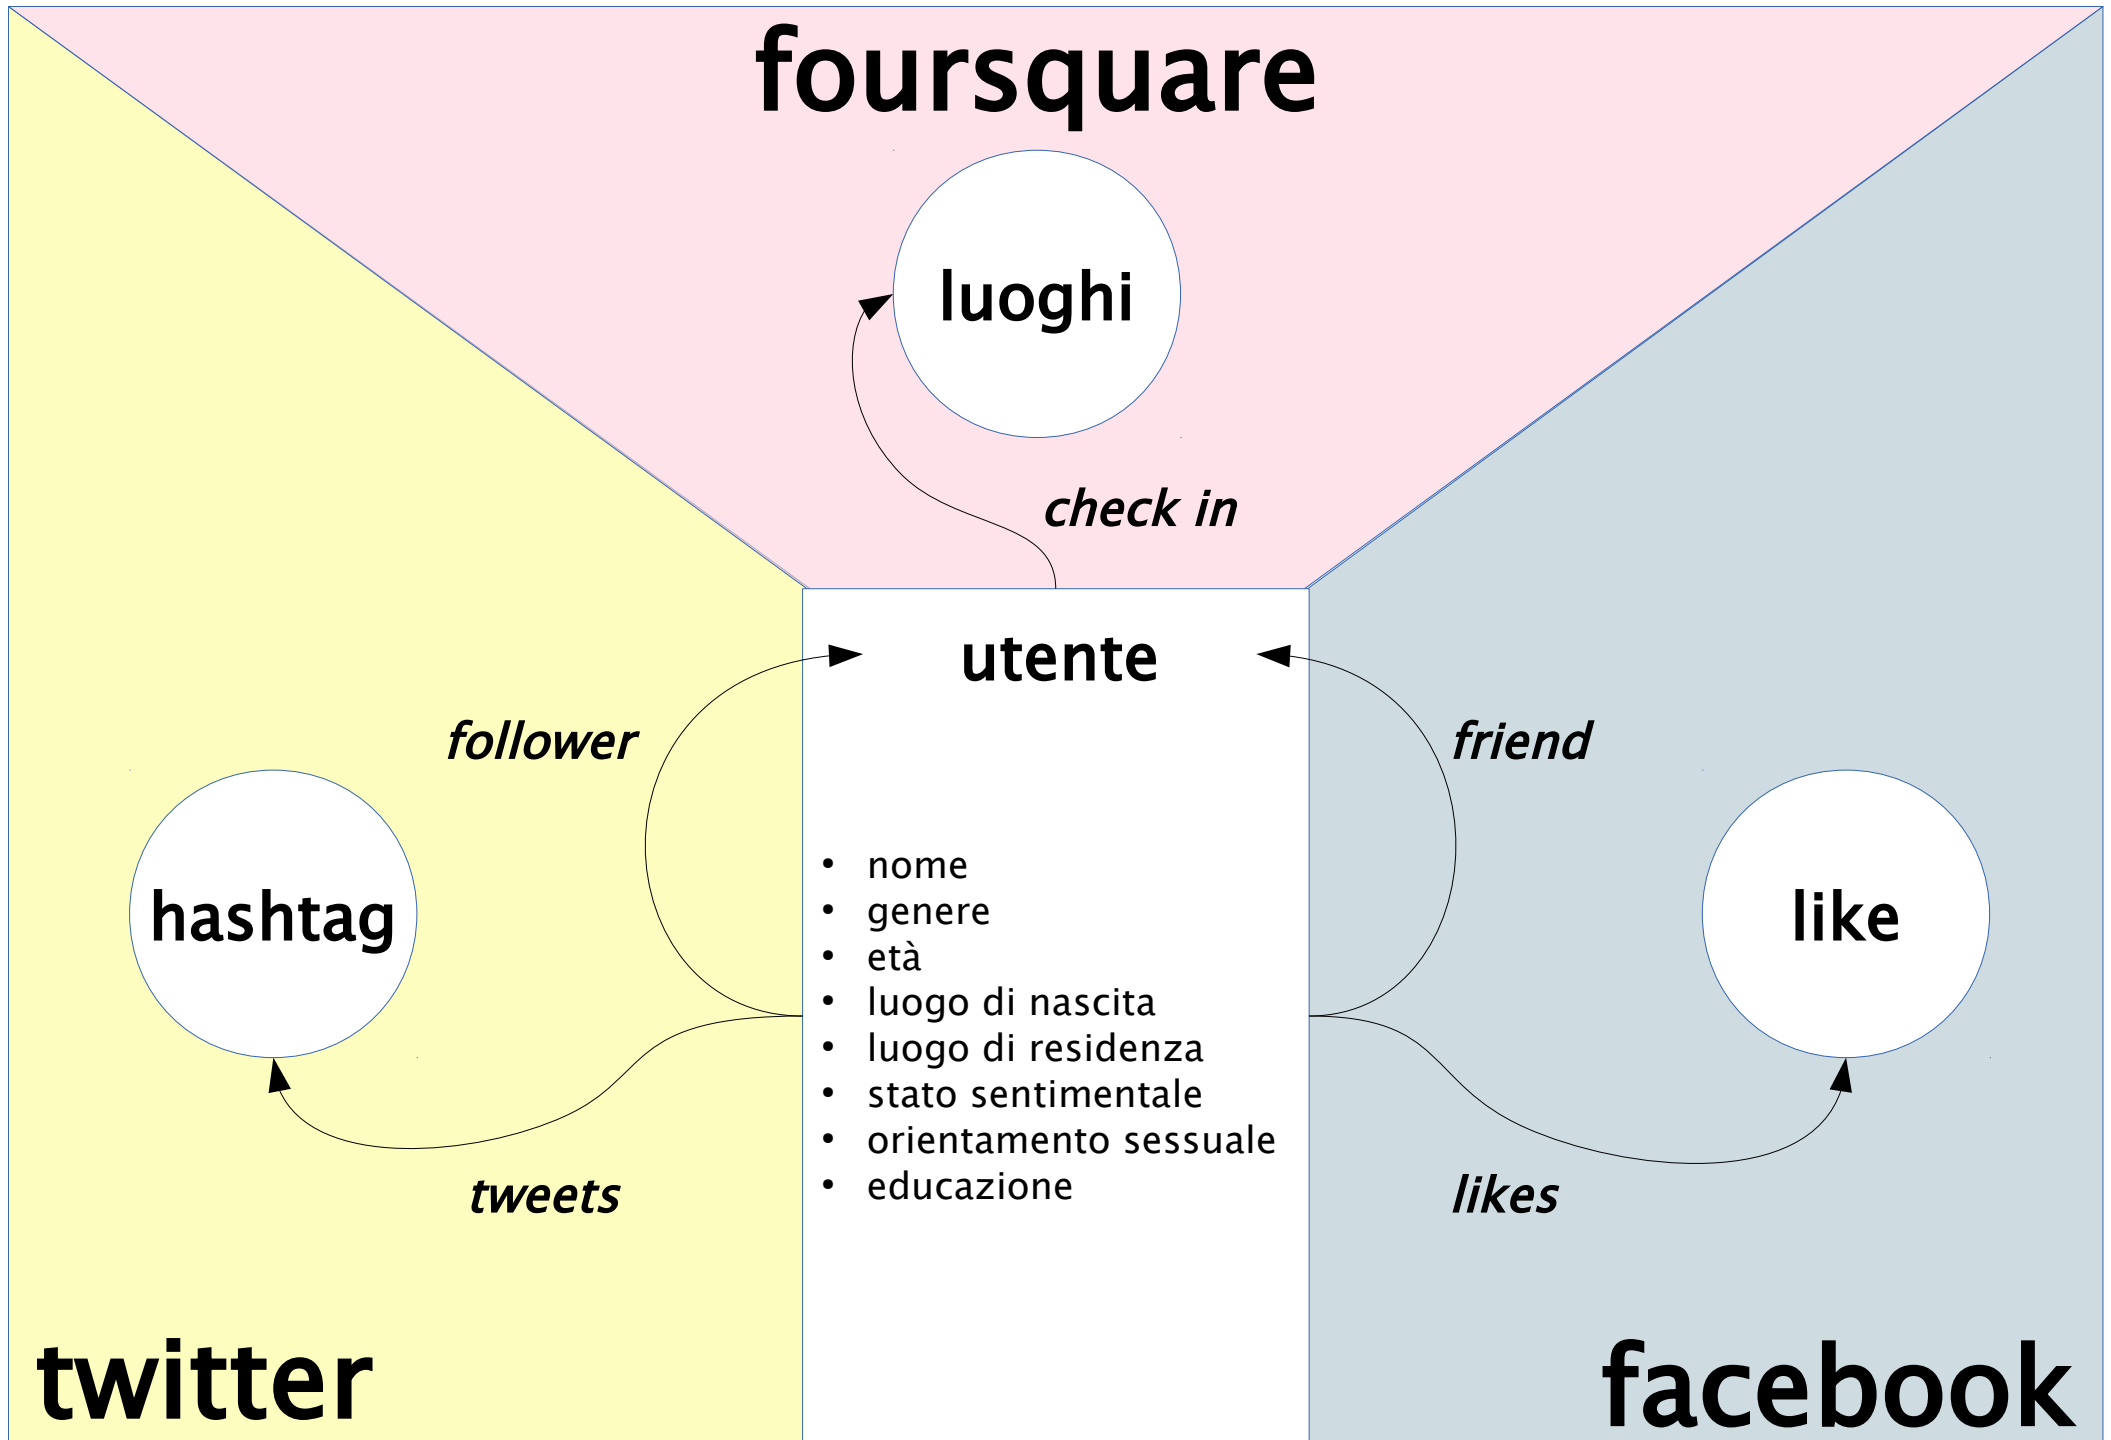 foursquare
luoghi
check in
utente
follower
friend
hashtag
like
• nome
• genere
• età
• luogo di nascita
• luogo di residenza
• stato sentimentale
• orientamento sessuale
• educazione
tweets
likes
twitter
facebook